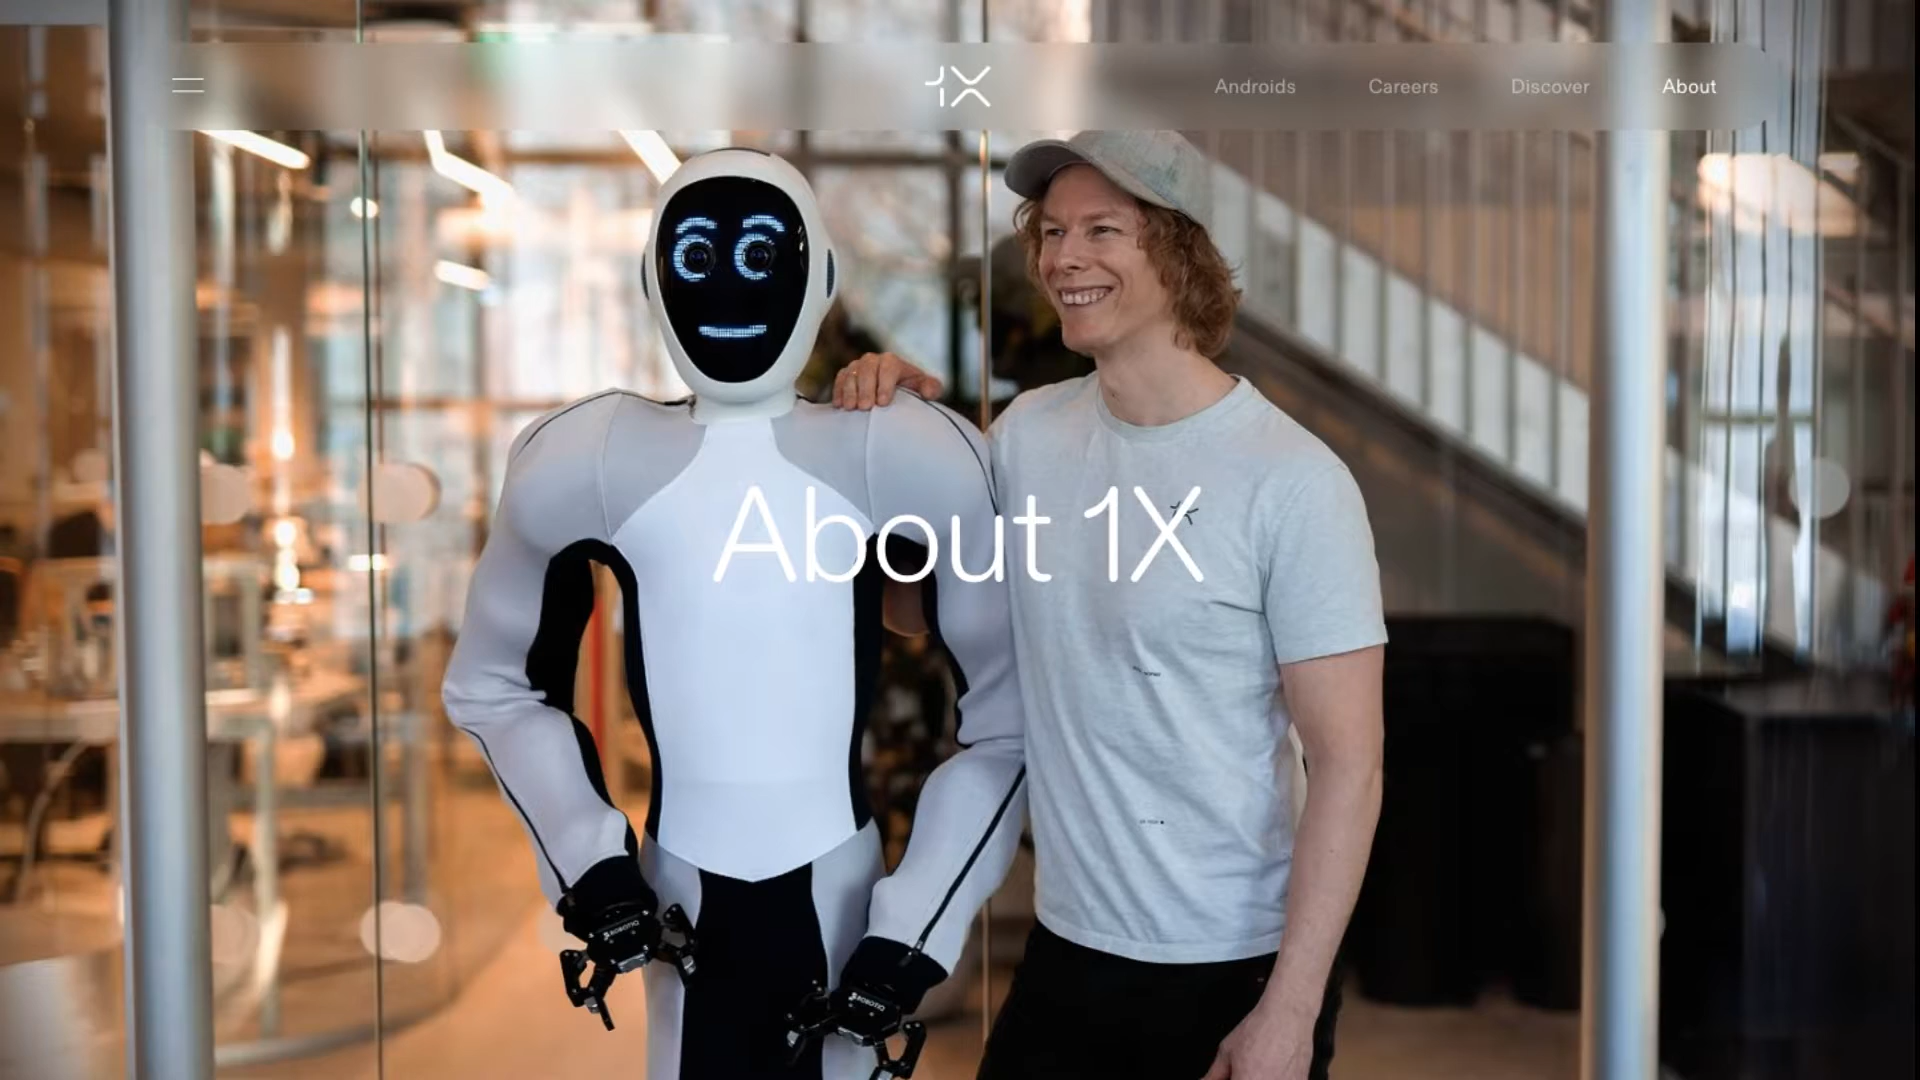 1X
Androids
Careers
Discover
About
About 1X
ROBOTIQ
ROBOTIQ